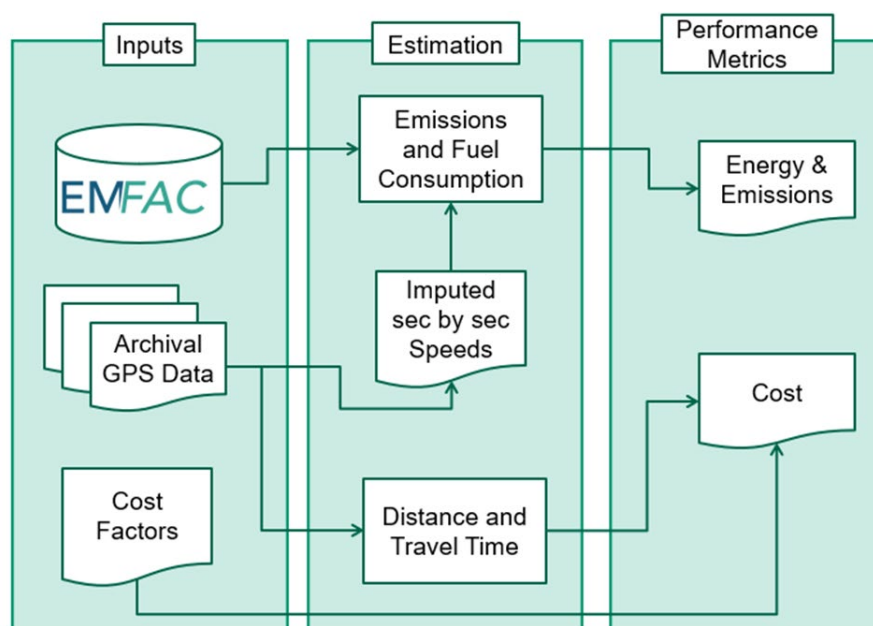 Inputs
Estimation
Performance
Metrics
EMFAC
Emissions
and Fuel
Consumption
Energy &
Emissions
Archival
GPS Data
Imputed
sec by sec
Speeds
Cost
Cost
Factors
Distance and
Travel Time